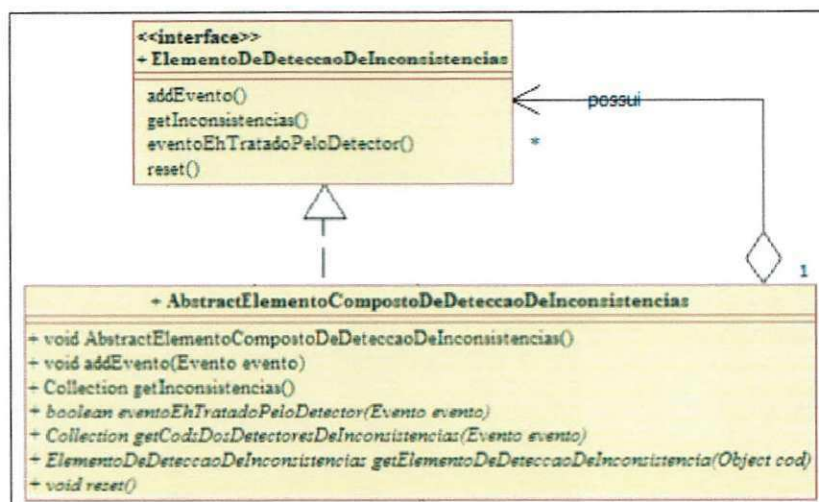 <<interface>>
+ ElementoDeDeteccaoDeInconsistencias
addEvento()
getInconsistencias()
eventoEhTratadoPeloDetector()
reset()
possui
*
1
+ AbstractElementoCompostoDeDeteccaoDeInconsistencias
+ void AbstractElementoCompostoDeDeteccaoDeInconsistencias()
+ void addEvento(Evento evento)
+ Collection getInconsistencias()
+ boolean eventoEhTratadoPeloDetector(Evento evento)
+ Collection getCodsDosDetectoresDeInconsistencias(Evento evento)
+ ElementoDeDeteccaoDeInconsistencias getElementoDeDeteccaoDeInconsistencia(Object cod)
+ void reset()